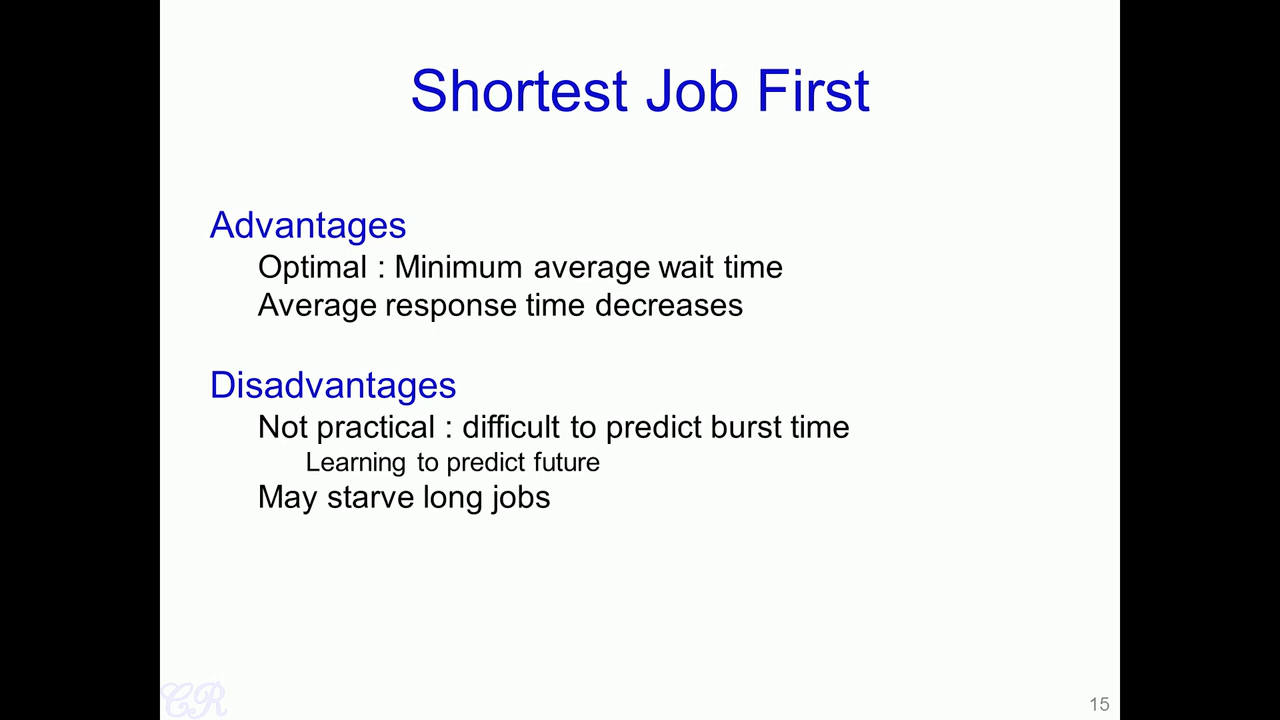 Shortest Job First
Advantages
Optimal : Minimum average wait time
Average response time decreases
Disadvantages
Not practical : difficult to predict burst time
Learning to predict future
May starve long jobs
CR
15